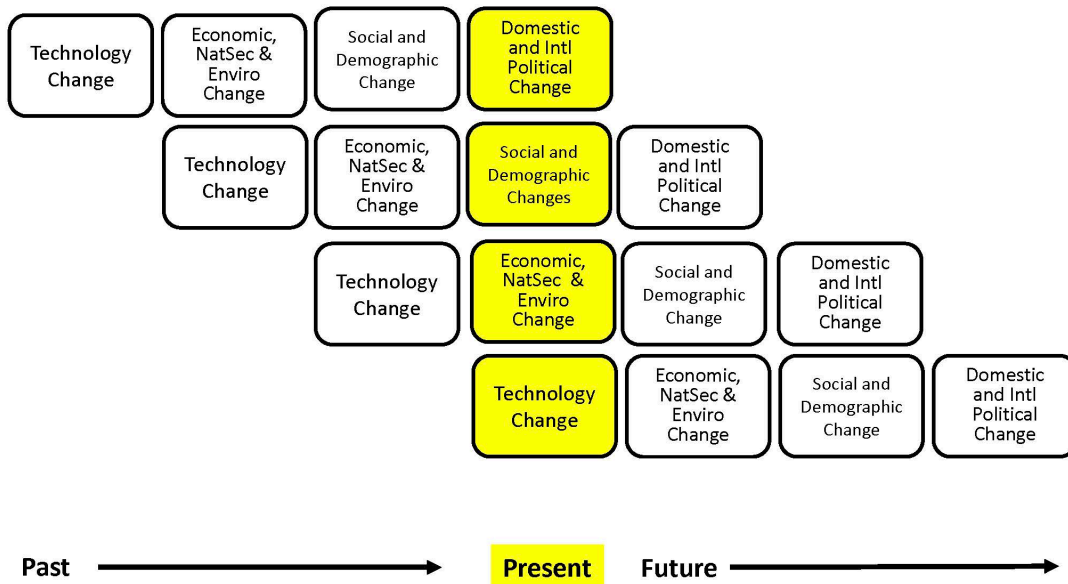 Technology
Change
Economic,
NatSec &
Enviro
Change
Social and
Demographic
Change
Domestic
and Intl
Political
Change
Technology
Change
Economic,
NatSec &
Enviro
Change
Social and
Demographic
Changes
Domestic
and Intl
Political
Change
Technology
Change
Economic,
NatSec &
Enviro
Change
Social and
Demographic
Change
Domestic
and Intl
Political
Change
Technology
Change
Economic,
NatSec &
Enviro
Change
Social and
Demographic
Change
Domestic
and Intl
Political
Change
Past
Present
Future